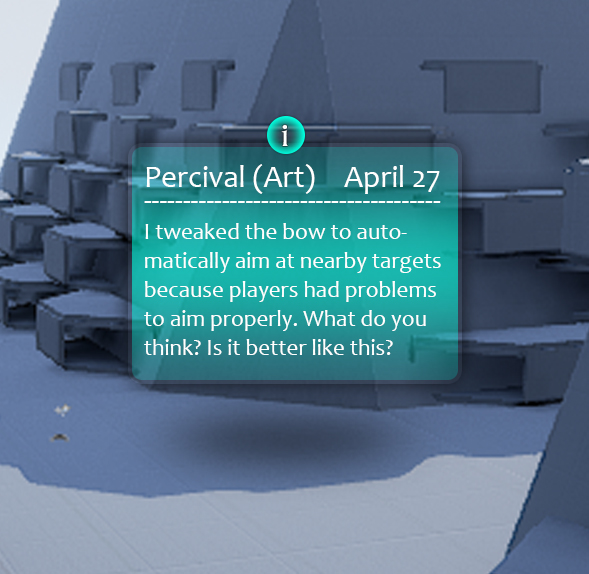 i
Percival (Art) April 27
I tweaked the bow to auto-
matically aim at nearby targets
because players had problems
to aim properly. What do you
think? Is it better like this?